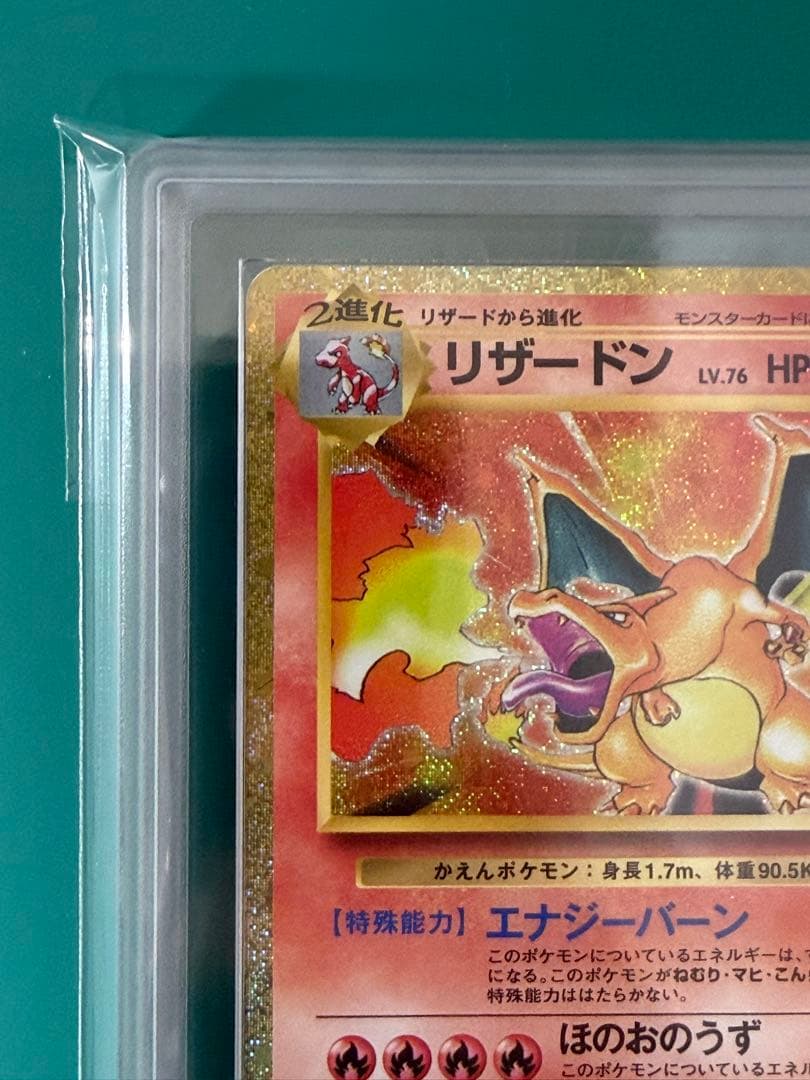 2進化 リザードから進化 モンスターカードに
リザードン LV.76 HP
かえんポケモン：身長1.7m、体重90.5K
【特殊能力】 エナジーバーン
このポケモンについているエネルギーは、す
になる。このポケモンがねむり・マヒ・こんら
特殊能力ははたらかない。
ほのおのうず
このポケモンについているエネル